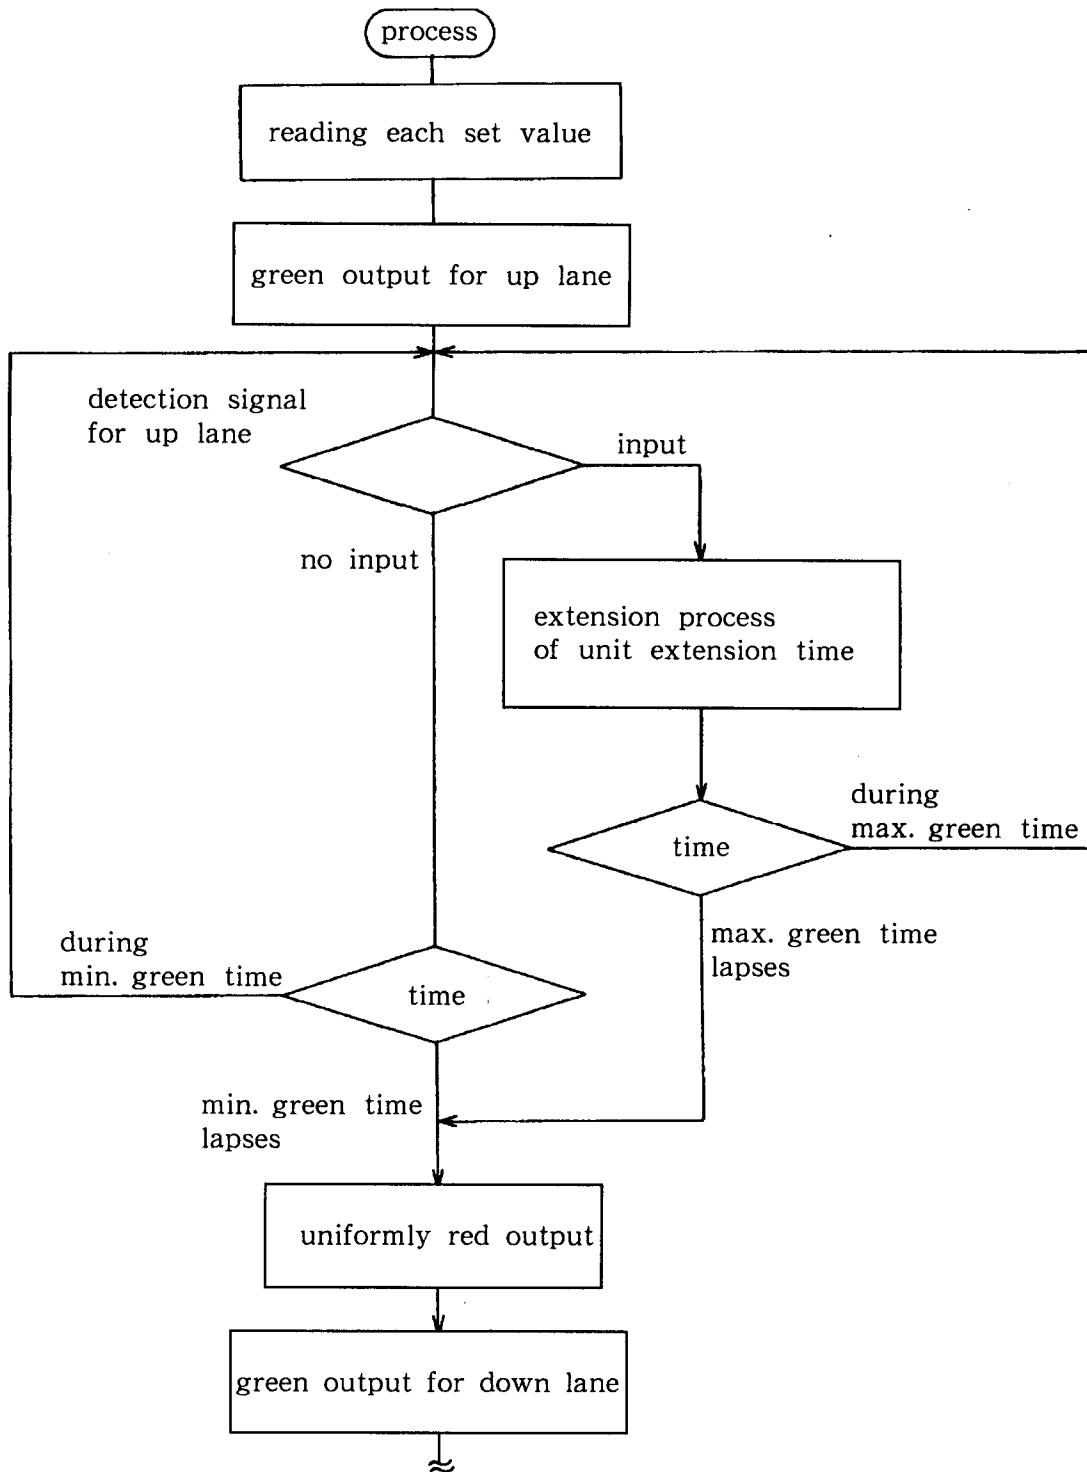 process
reading each set value
green output for up lane
detection signal
for up lane
input
no input
extension process
of unit extension time
during
max. green time
time
max. green time
lapses
during
min. green time
time
min. green time
lapses
uniformly red output
green output for down lane